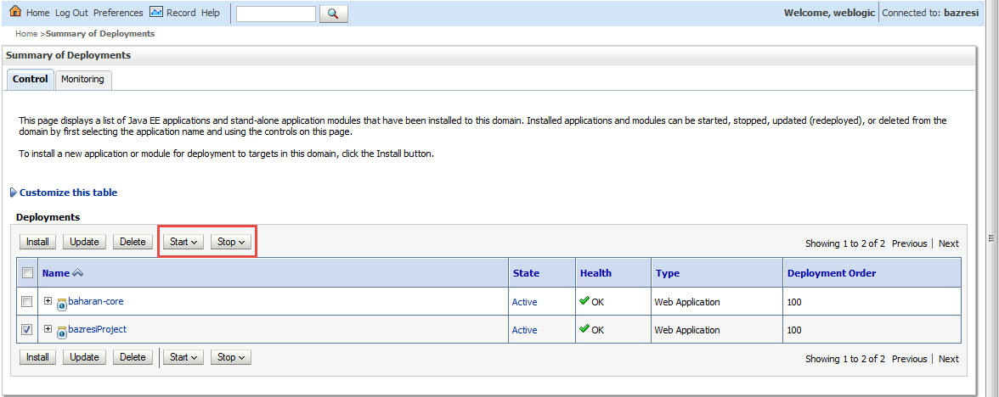 Home Log Out Preferences Record Help
Welcome, weblogic Connected to: bazresi
Home >Summary of Deployments
Summary of Deployments
Control Monitoring
This page displays a list of Java EE applications and stand-alone application modules that have been installed to this domain. Installed applications and modules can be started, stopped, updated (redeployed), or deleted from the
domain by first selecting the application name and using the controls on this page.
To install a new application or module for deployment to targets in this domain, click the Install button.
Customize this table
Deployments
Install Update Delete Start Stop Showing 1 to 2 of 2 Previous | Next
Name State Health Type Deployment Order
baharan-core Active OK Web Application 100
bazresiProject Active OK Web Application 100
Install Update Delete Start Stop Showing 1 to 2 of 2 Previous | Next